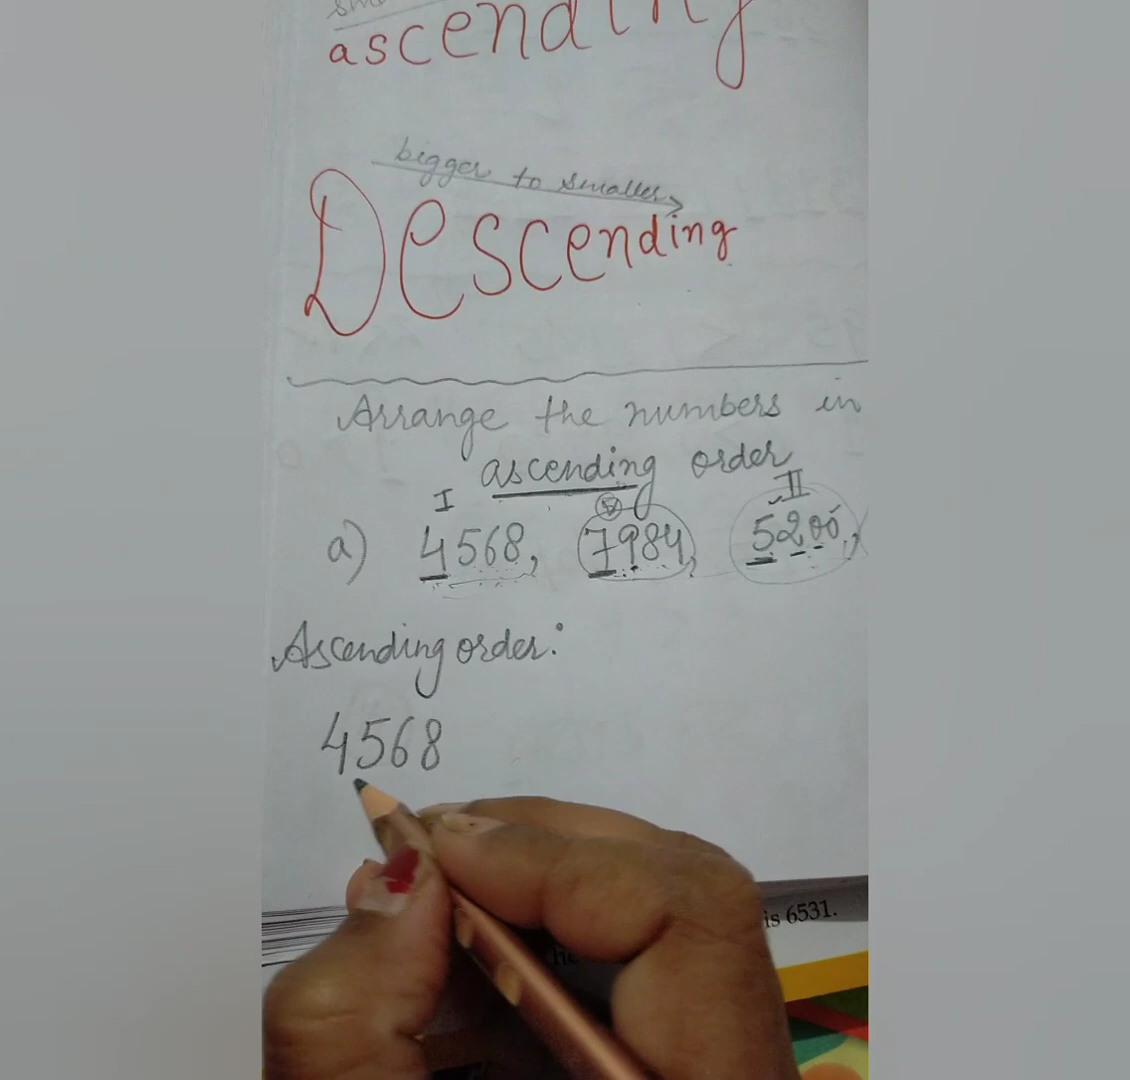 ascending
bigger to smaller
Descending
Arrange the numbers in
ascending order
I II
a) 4568, 7984, 5200,
Ascending order:
4568
is 6531.